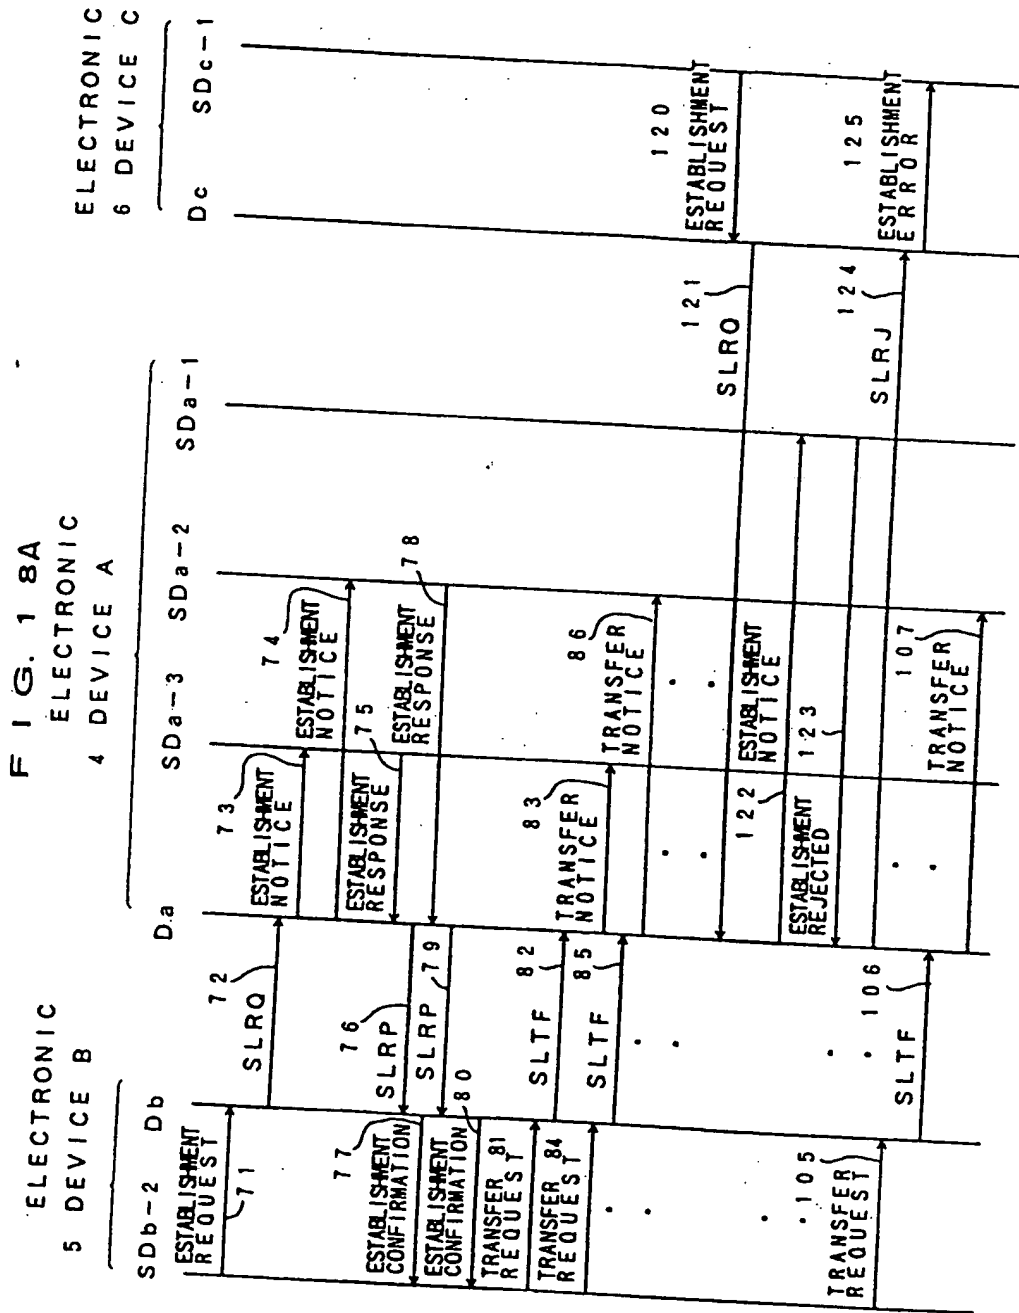 FIG. 18A
ELECTRONIC
5 DEVICE B
ELECTRONIC
4 DEVICE A
ELECTRONIC
6 DEVICE C
SDb-2
Db
Da
SDa-3
SDa-2
SDa-1
Dc
SDc-1
ESTABLISHMENT
REQUEST
71
SLRQ
72
ESTABLISHMENT
NOTICE
73
ESTABLISHMENT
NOTICE
74
ESTABLISHMENT
RESPONSE
75
SLRP
76
ESTABLISHMENT
CONFIRMATION
77
ESTABLISHMENT
RESPONSE
78
SLRP
79
ESTABLISHMENT
CONFIRMATION
80
TRANSFER
REQUEST
81
SLTF
82
TRANSFER
NOTICE
83
TRANSFER
REQUEST
84
SLTF
85
TRANSFER
NOTICE
86
ESTABLISHMENT
REQUEST
120
SLRQ
121
ESTABLISHMENT
NOTICE
122
ESTABLISHMENT
REJECTED
123
SLRJ
124
ESTABLISHMENT
ERROR
125
TRANSFER
REQUEST
105
SLTF
106
TRANSFER
NOTICE
107